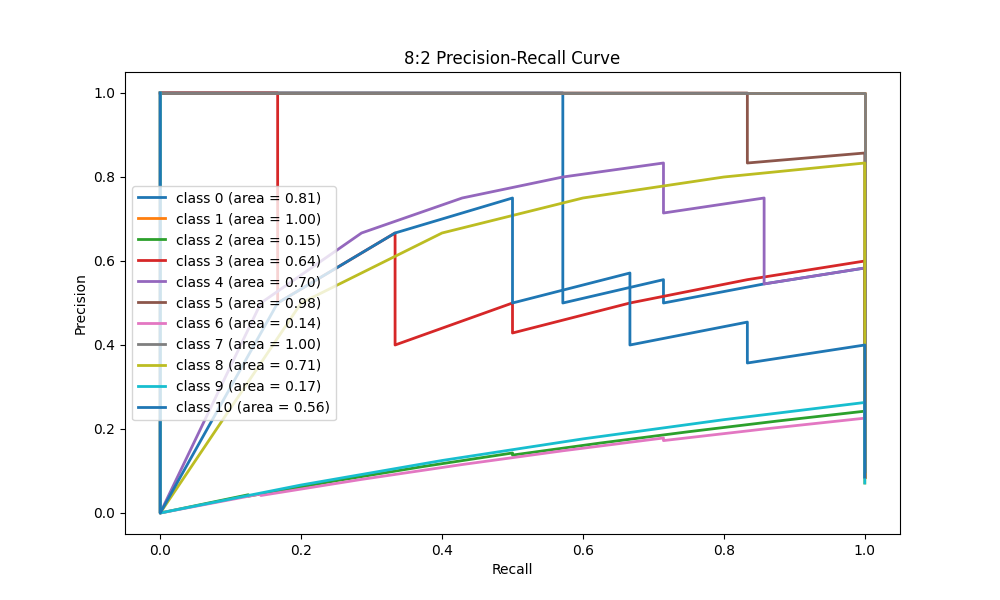 8:2 Precision-Recall Curve
Precision
1.0
0.8
0.6
0.4
0.2
0.0
class 0 (area = 0.81)
class 1 (area = 1.00)
class 2 (area = 0.15)
class 3 (area = 0.64)
class 4 (area = 0.70)
class 5 (area = 0.98)
class 6 (area = 0.14)
class 7 (area = 1.00)
class 8 (area = 0.71)
class 9 (area = 0.17)
class 10 (area = 0.56)
0.0 0.2 0.4 0.6 0.8 1.0
Recall